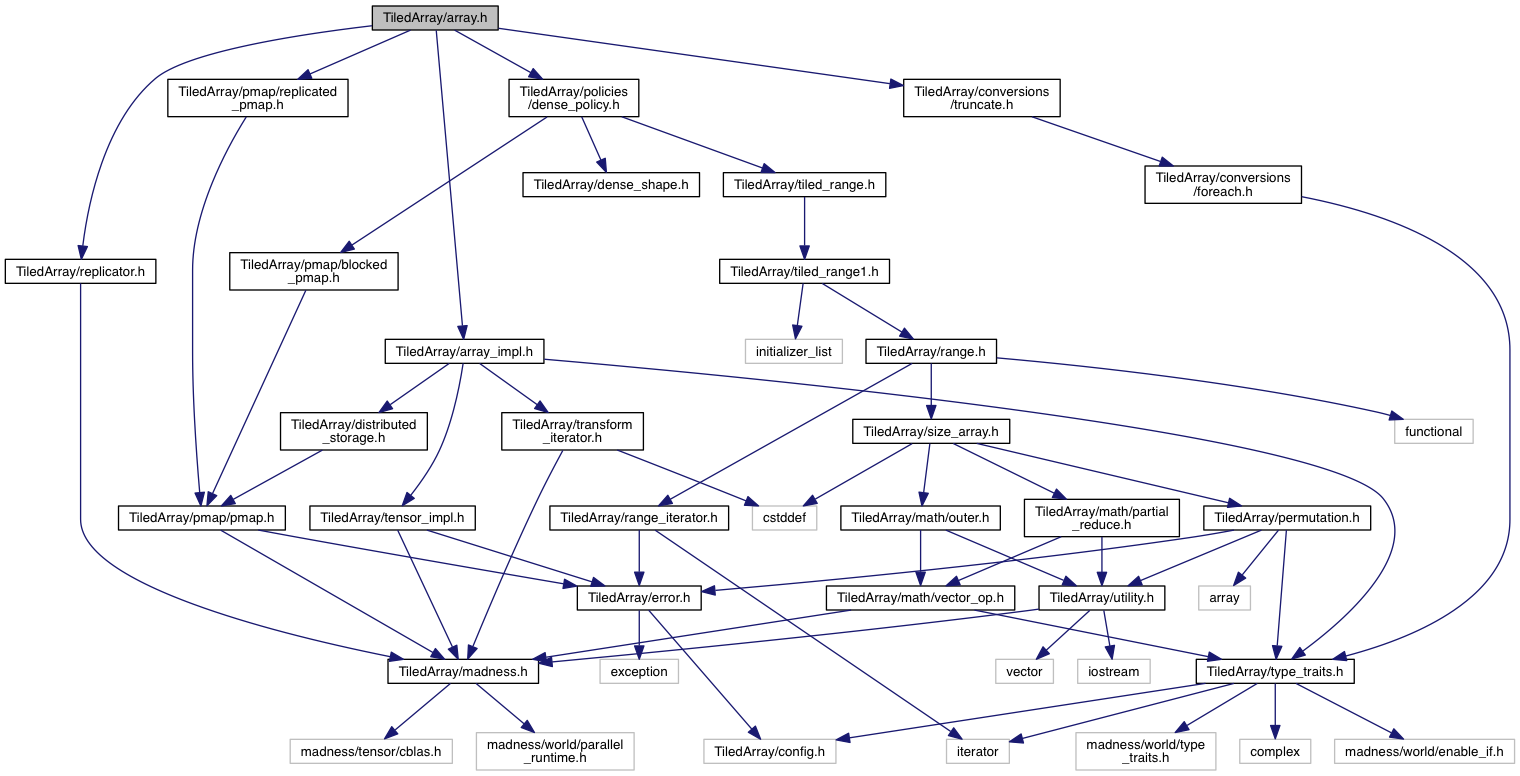 TiledArray/array.h
TiledArray/pmap/replicated
_pmap.h
TiledArray/policies
/dense_policy.h
TiledArray/conversions
/truncate.h
TiledArray/dense_shape.h
TiledArray/tiled_range.h
TiledArray/conversions
/foreach.h
TiledArray/replicator.h
TiledArray/pmap/blocked
_pmap.h
TiledArray/tiled_range1.h
TiledArray/array_impl.h
initializer_list
TiledArray/range.h
TiledArray/distributed
_storage.h
TiledArray/transform
_iterator.h
TiledArray/size_array.h
functional
TiledArray/pmap/pmap.h
TiledArray/tensor_impl.h
TiledArray/range_iterator.h
cstddef
TiledArray/math/outer.h
TiledArray/math/partial
_reduce.h
TiledArray/permutation.h
TiledArray/error.h
TiledArray/math/vector_op.h
TiledArray/utility.h
array
TiledArray/madness.h
exception
vector
iostream
TiledArray/type_traits.h
madness/tensor/cblas.h
madness/world/parallel
_runtime.h
TiledArray/config.h
iterator
madness/world/type
_traits.h
complex
madness/world/enable_if.h